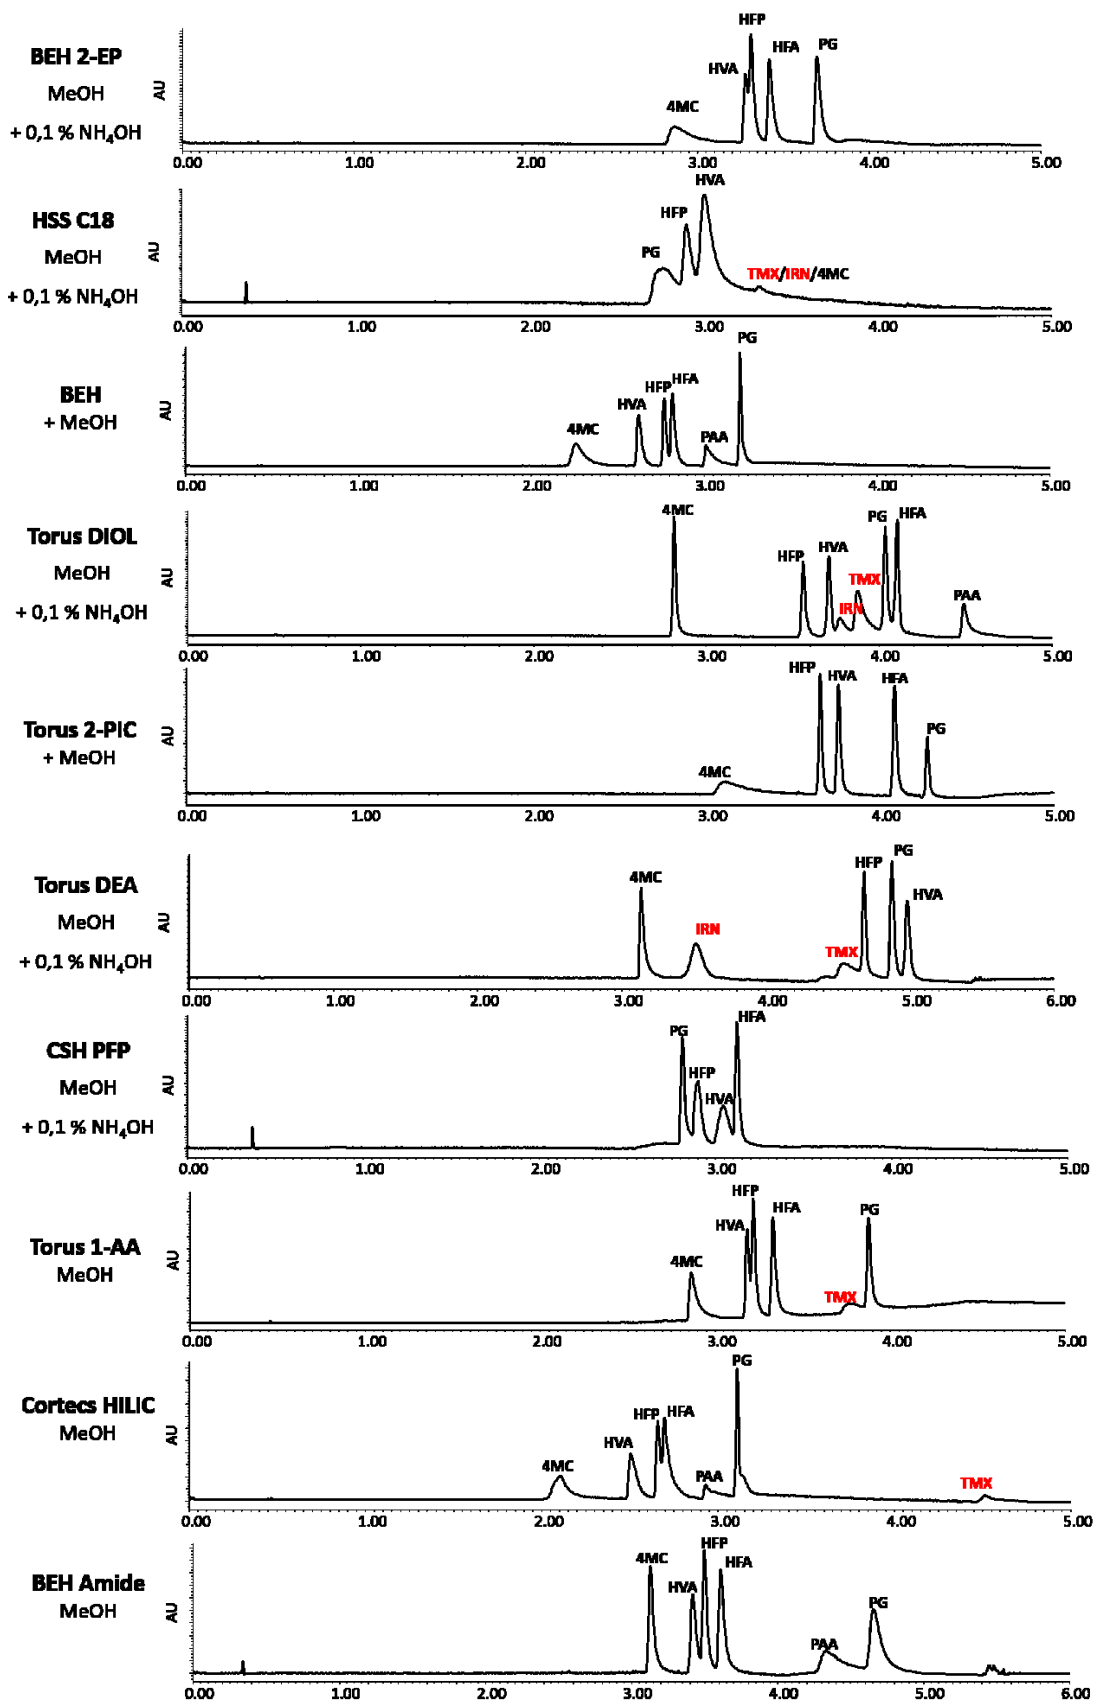 HFP
BEH 2-EP
MeOH
+ 0,1 % NH₄OH
AU
4MC
HVA
HFA
PG
0.00 1.00 2.00 3.00 4.00 5.00
HVA
HSS C18
MeOH
+ 0,1 % NH₄OH
AU
PG
HFP
TMX/IRN/4MC
0.00 1.00 2.00 3.00 4.00 5.00
PG
BEH
+ MeOH
AU
4MC
HVA
HFP
HFA
PAA
0.00 1.00 2.00 3.00 4.00 5.00
Torus DIOL
MeOH
+ 0,1 % NH₄OH
AU
4MC
HFP
HVA
IRN
TMX
PG
HFA
PAA
0.00 1.00 2.00 3.00 4.00 5.00
Torus 2-PIC
+ MeOH
AU
4MC
HFP
HVA
HFA
PG
0.00 1.00 2.00 3.00 4.00 5.00
Torus DEA
MeOH
+ 0,1 % NH₄OH
AU
4MC
IRN
TMX
HFP
PG
HVA
0.00 1.00 2.00 3.00 4.00 5.00 6.00
CSH PFP
MeOH
+ 0,1 % NH₄OH
AU
PG
HFP
HVA
HFA
0.00 1.00 2.00 3.00 4.00 5.00
Torus 1-AA
MeOH
AU
4MC
HVA
HFP
HFA
TMX
PG
0.00 1.00 2.00 3.00 4.00 5.00
Cortecs HILIC
MeOH
AU
4MC
HVA
HFP
HFA
PAA
PG
TMX
0.00 1.00 2.00 3.00 4.00 5.00
BEH Amide
MeOH
AU
4MC
HVA
HFP
HFA
PAA
PG
0.00 1.00 2.00 3.00 4.00 5.00 6.00